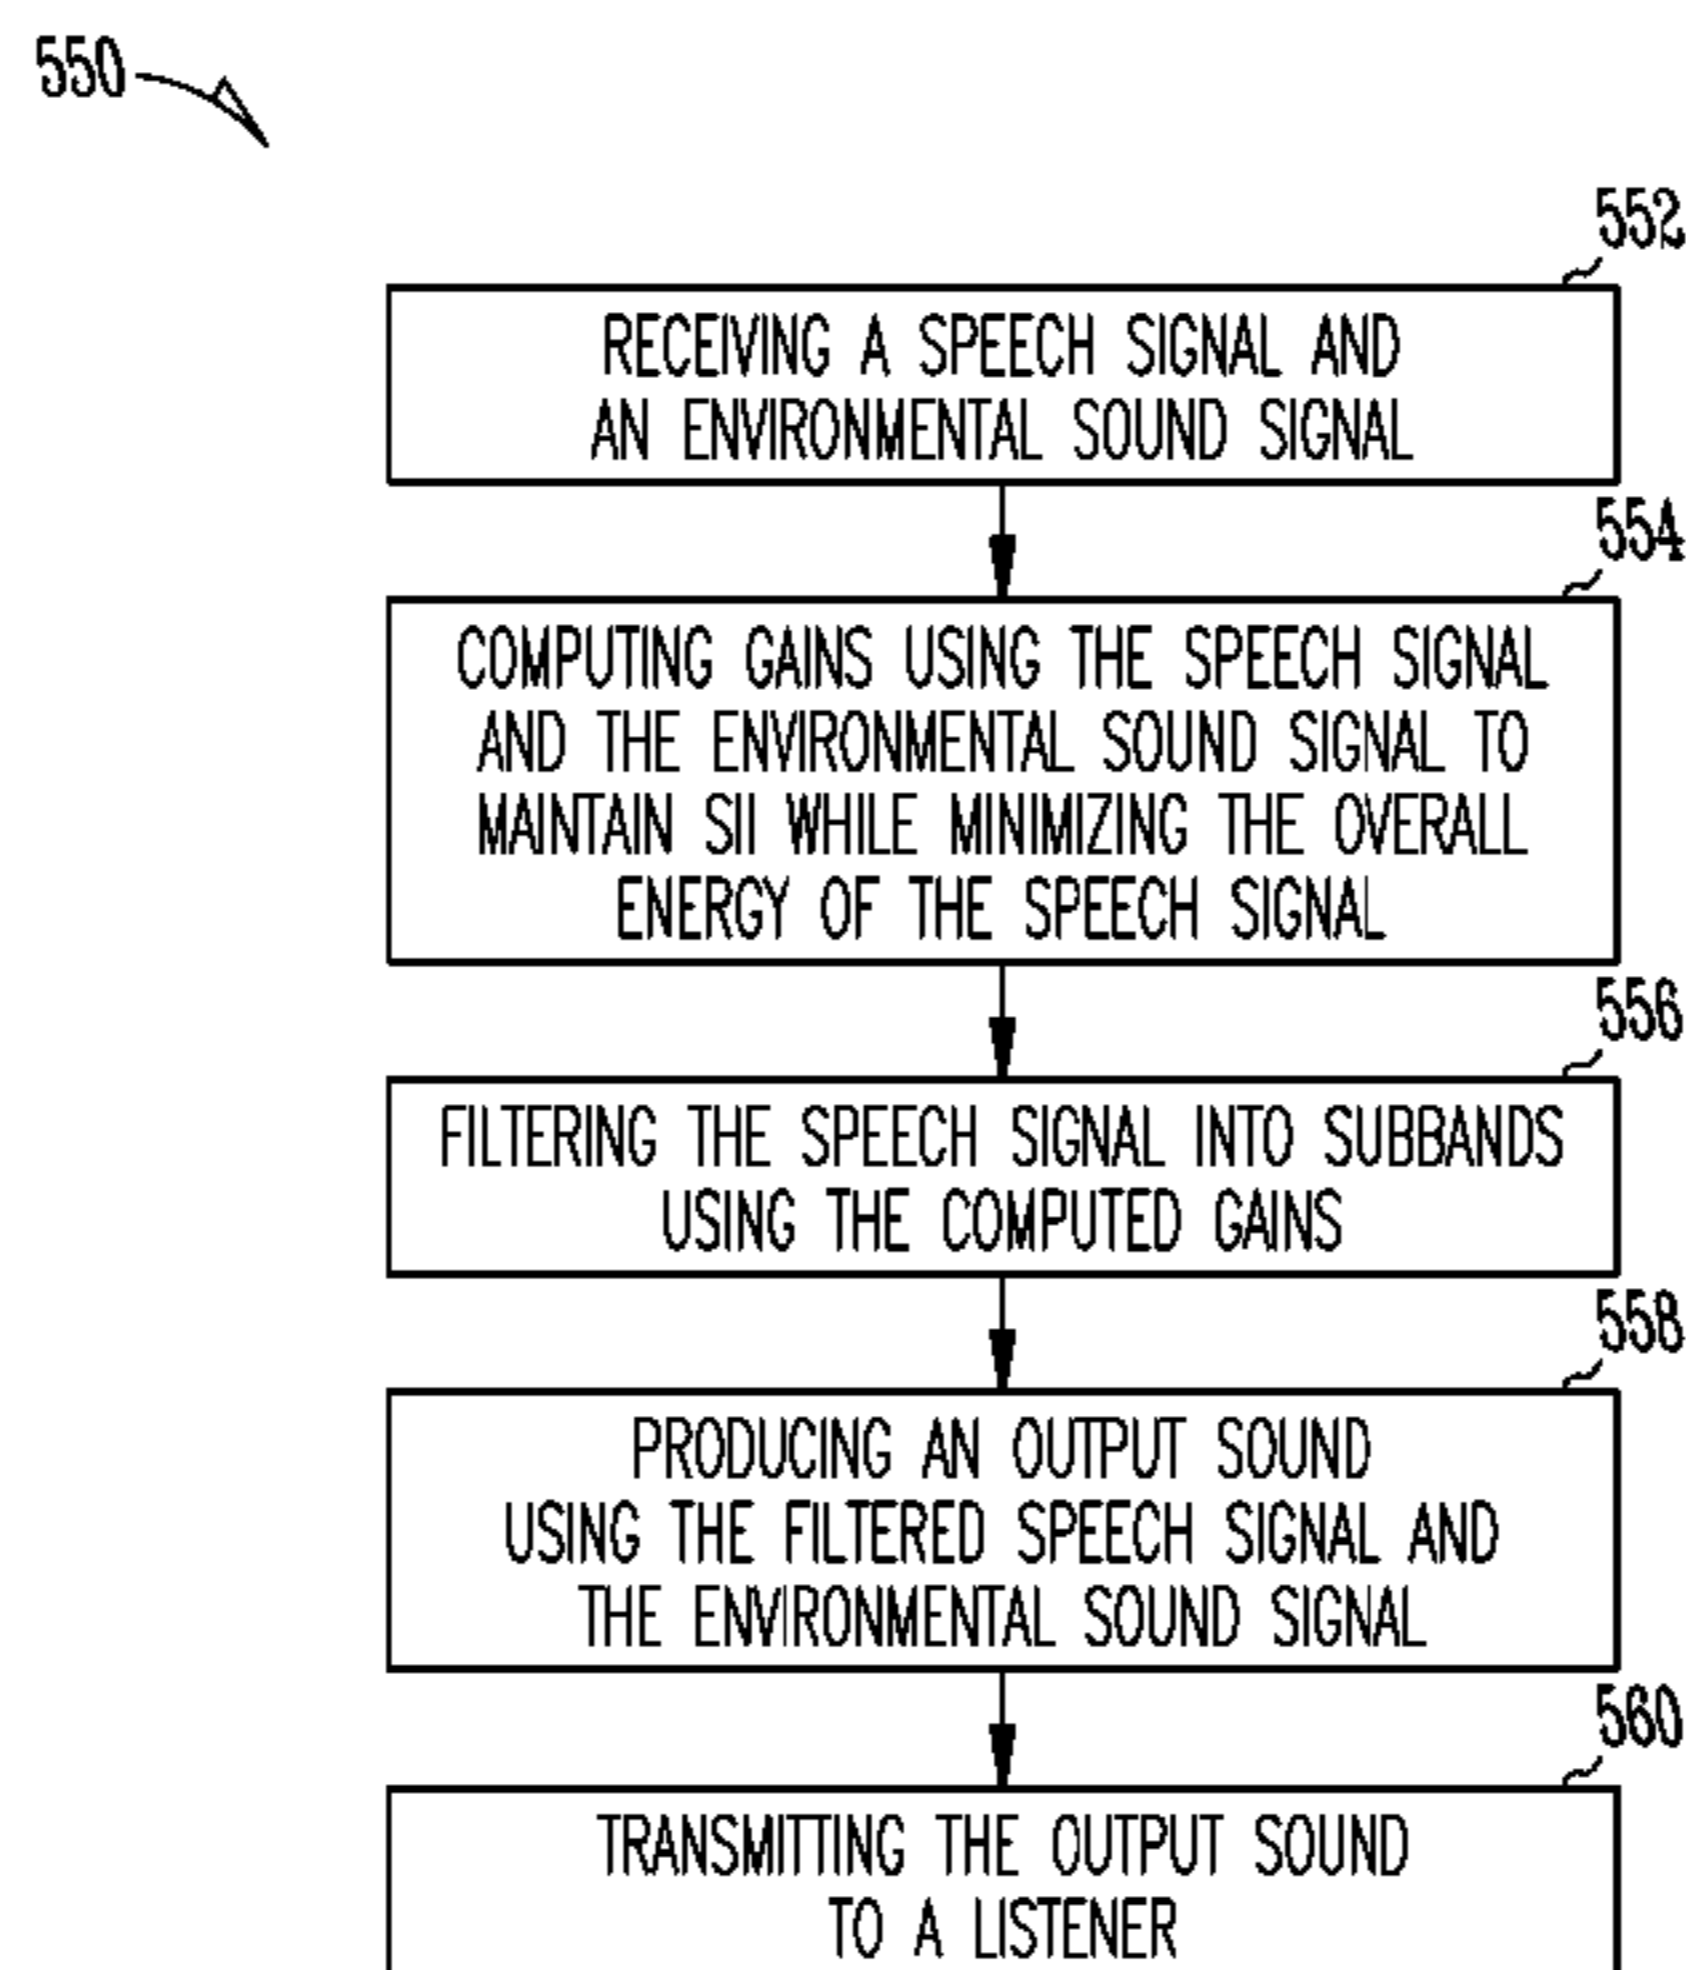 550
552
RECEIVING A SPEECH SIGNAL AND
AN ENVIRONMENTAL SOUND SIGNAL
554
COMPUTING GAINS USING THE SPEECH SIGNAL
AND THE ENVIRONMENTAL SOUND SIGNAL TO
MAINTAIN SII WHILE MINIMIZING THE OVERALL
ENERGY OF THE SPEECH SIGNAL
556
FILTERING THE SPEECH SIGNAL INTO SUBBANDS
USING THE COMPUTED GAINS
558
PRODUCING AN OUTPUT SOUND
USING THE FILTERED SPEECH SIGNAL AND
THE ENVIRONMENTAL SOUND SIGNAL
560
TRANSMITTING THE OUTPUT SOUND
TO A LISTENER